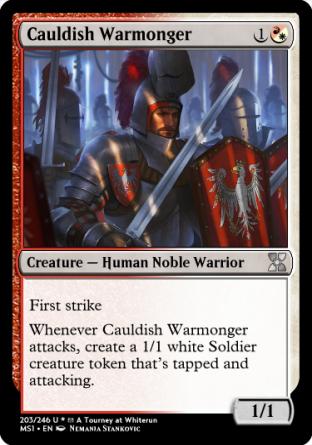 Cauldish Warmonger 1
Creature — Human Noble Warrior
First strike
Whenever Cauldish Warmonger
attacks, create a 1/1 white Soldier
creature token that's tapped and
attacking.
1/1
203/246 U * A Tourney at Whiterun
MS1 • EN Nemania Stankovic